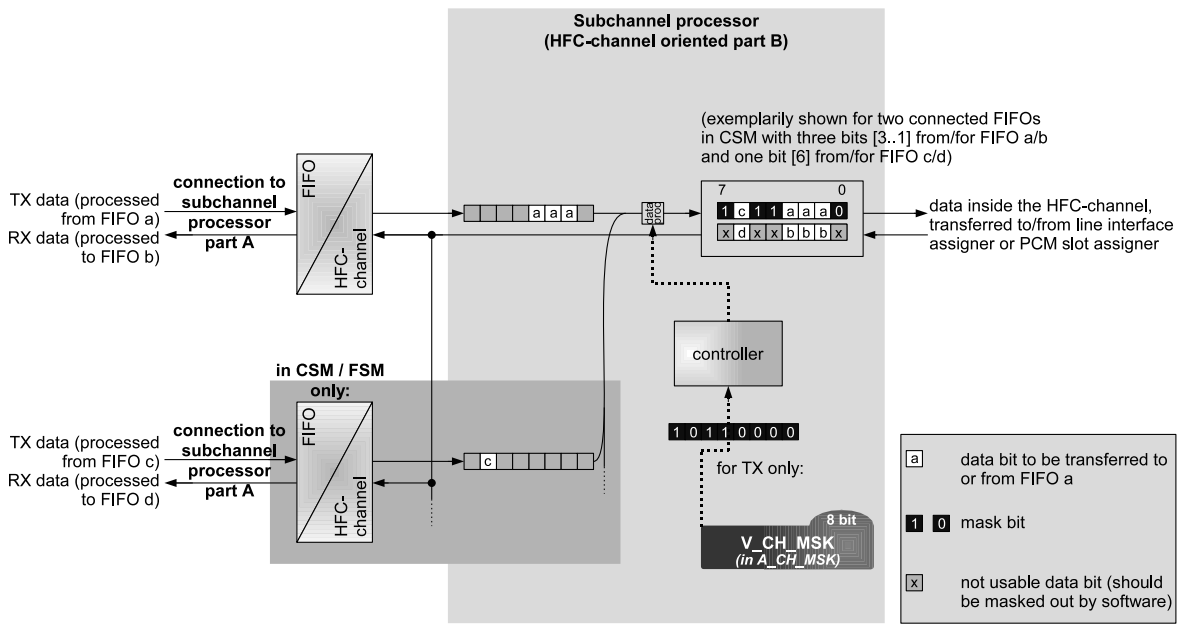 Subchannel processor
(HFC-channel oriented part B)
(exemplarily shown for two connected FIFOs
in CSM with three bits [3..1] from/for FIFO a/b
and one bit [6] from/for FIFO c/d)
TX data (processed
from FIFO a)
RX data (processed
to FIFO b)
connection to
subchannel
processor
part A
FIFO
HFC-
channel
a a a
data
proc
7 0
1 c 1 1 a a a 0
x d x x b b b x
data inside the HFC-channel,
transferred to/from line interface
assigner or PCM slot assigner
controller
in CSM / FSM
only:
TX data (processed
from FIFO c)
RX data (processed
to FIFO d)
connection to
subchannel
processor
part A
FIFO
HFC-
channel
c
1 0 1 1 0 0 0 0
for TX only:
8 bit
V_CH_MSK
(in A_CH_MSK)
a data bit to be transferred to
or from FIFO a
1 0 mask bit
x not usable data bit (should
be masked out by software)